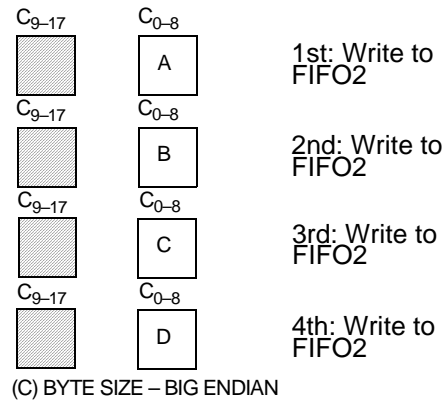 C9–17 C0–8
A 1st: Write to
FIFO2
C9–17 C0–8
B 2nd: Write to
FIFO2
C9–17 C0–8
C 3rd: Write to
FIFO2
C9–17 C0–8
D 4th: Write to
FIFO2
(C) BYTE SIZE – BIG ENDIAN